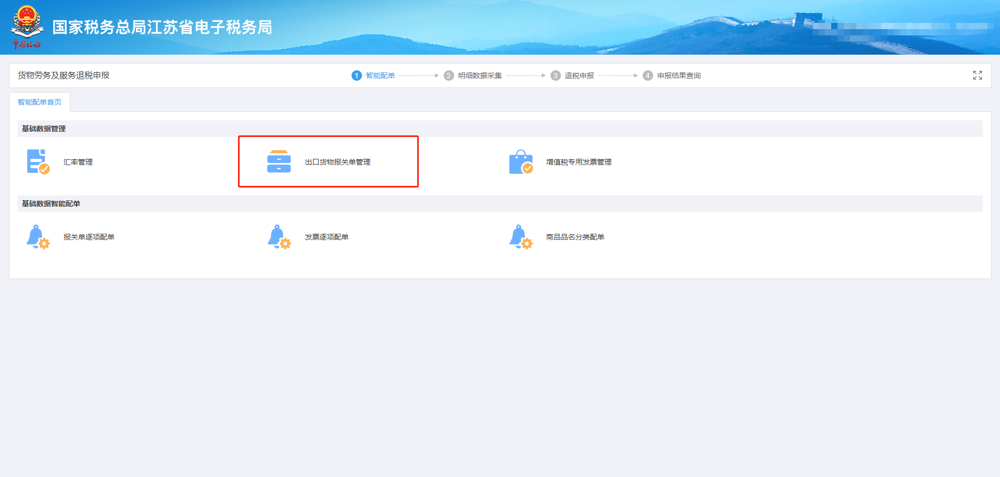 国家税务总局江苏省电子税务局
中国税务
货物劳务及服务退税申报
1 智能配单
2 明细数据采集
3 退税申报
4 申报结果查询
智能配单首页
基础数据管理
汇率管理
出口货物报关单管理
增值税专用发票管理
基础数据智能配单
报关单逐项配单
发票逐项配单
商品品名分类配单